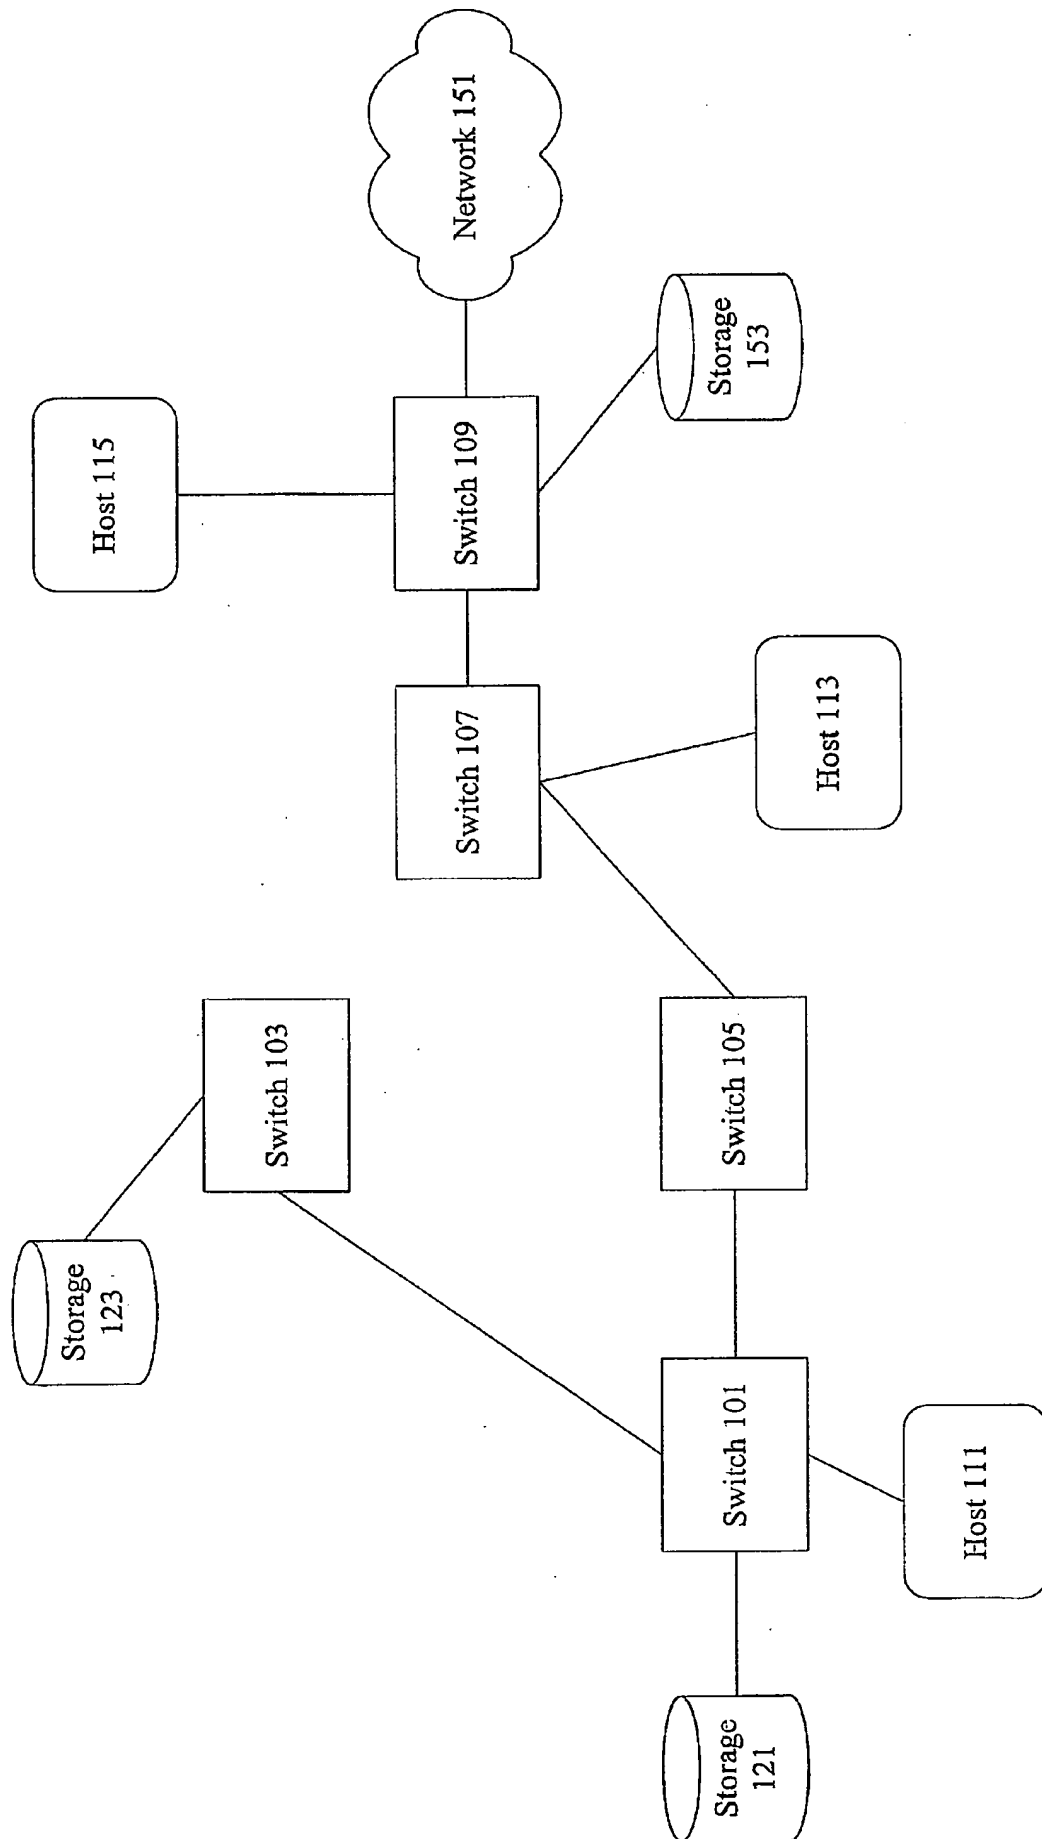 Host 115
Network 151
Switch 109
Storage
153
Switch 107
Host 113
Storage
123
Switch 103
Switch 105
Switch 101
Host 111
Storage
121